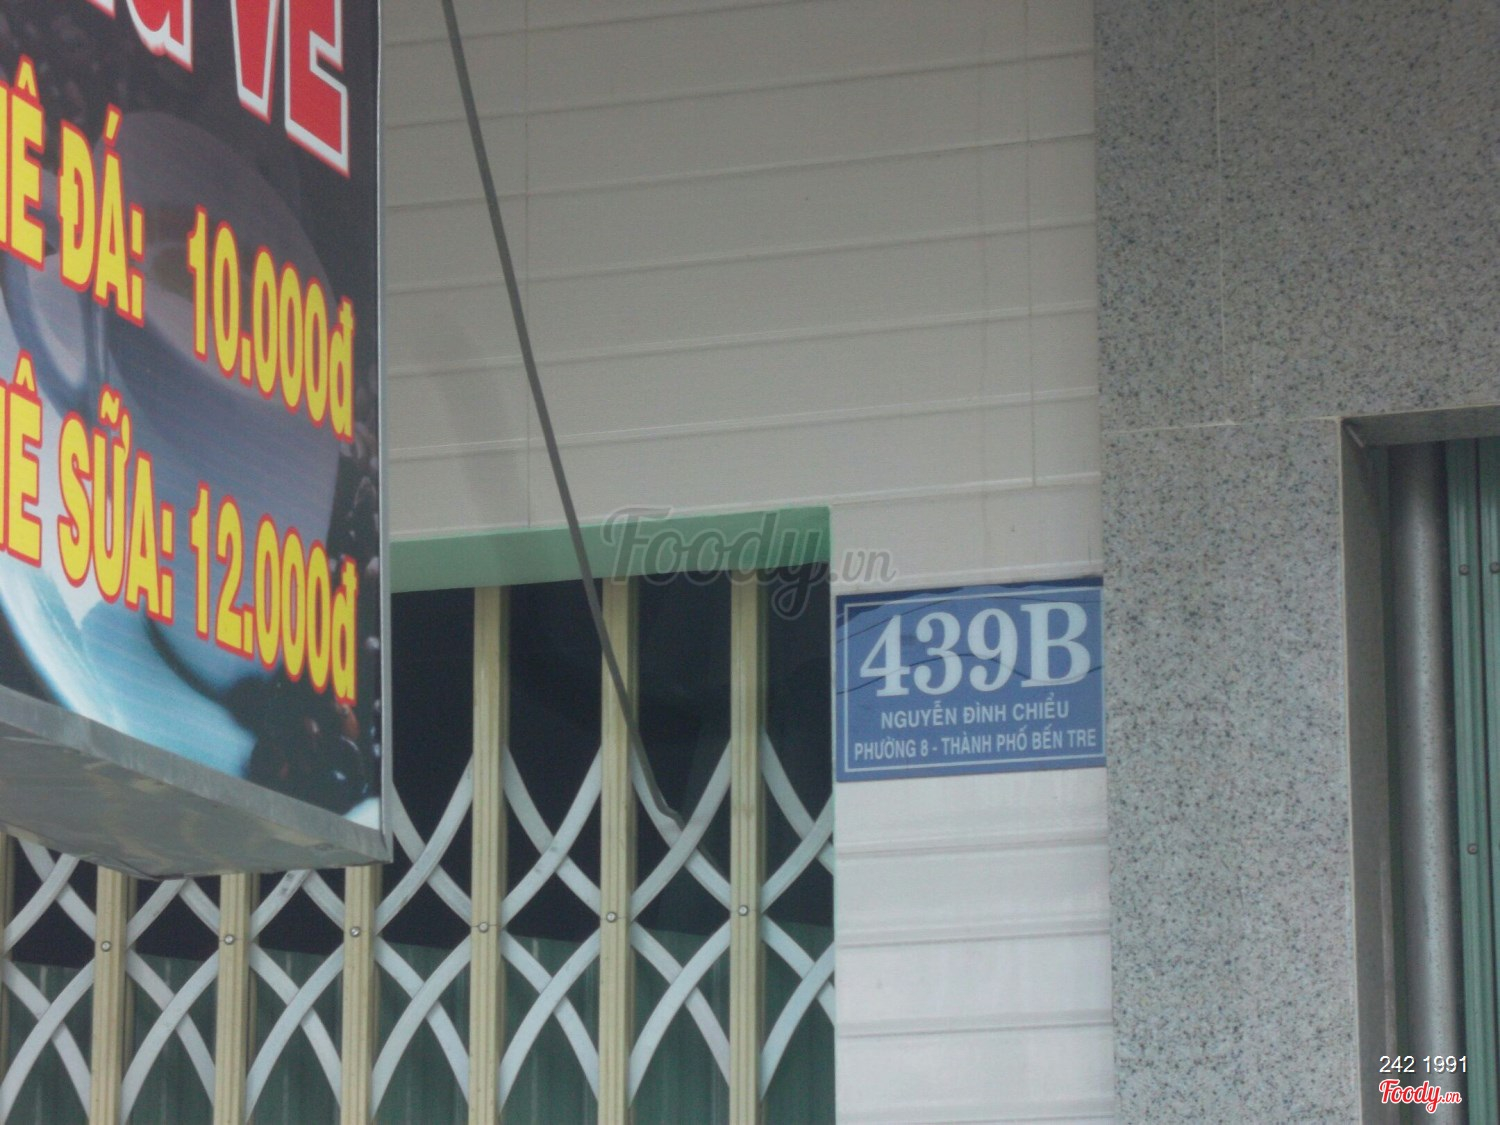 VỀ
ĐÁ: 10.000đ
SỮA: 12.000đ
Foody.vn
439B
NGUYỄN ĐÌNH CHIỂU
PHƯỜNG 8 - THÀNH PHỐ BẾN TRE
242 1991
Foody.vn